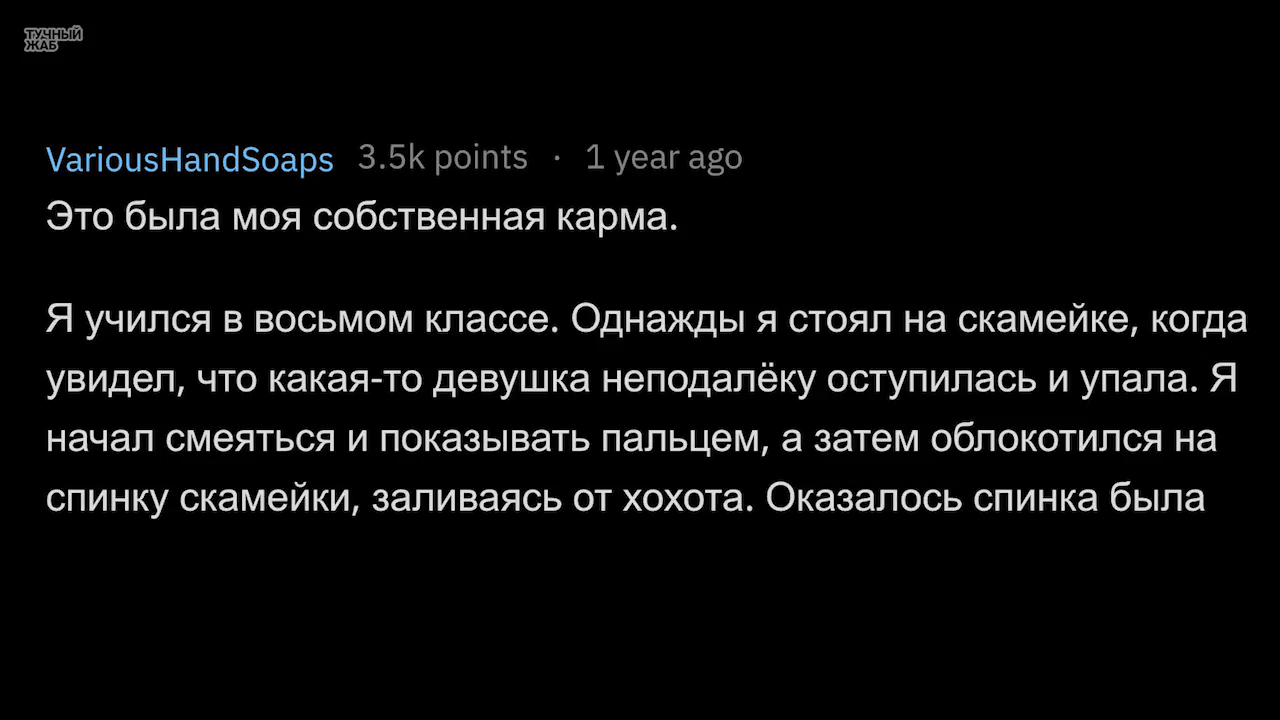 ТУЧНЫЙ
ЖАБ
VariousHandSoaps 3.5k points · 1 year ago
Это была моя собственная карма.
Я учился в восьмом классе. Однажды я стоял на скамейке, когда
увидел, что какая-то девушка неподалёку оступилась и упала. Я
начал смеяться и показывать пальцем, а затем облокотился на
спинку скамейки, заливаясь от хохота. Оказалось спинка была